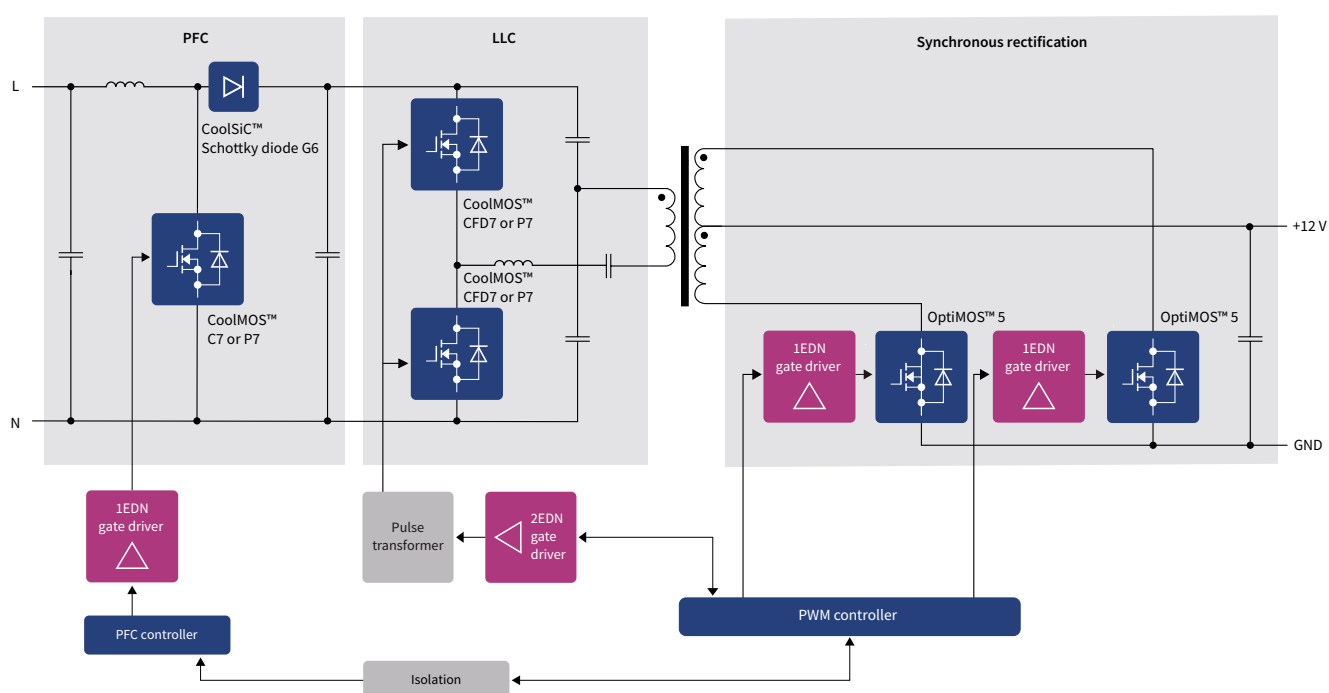 PFC
LLC
Synchronous rectification
L
CoolSiC™
Schottky diode G6
CoolMOS™
CFD7 or P7
+12 V
CoolMOS™
CFD7 or P7
CoolMOS™
C7 or P7
OptiMOS™ 5
OptiMOS™ 5
1EDN
gate driver
1EDN
gate driver
N
GND
1EDN
gate driver
Pulse
transformer
2EDN
gate
driver
PWM controller
PFC controller
Isolation